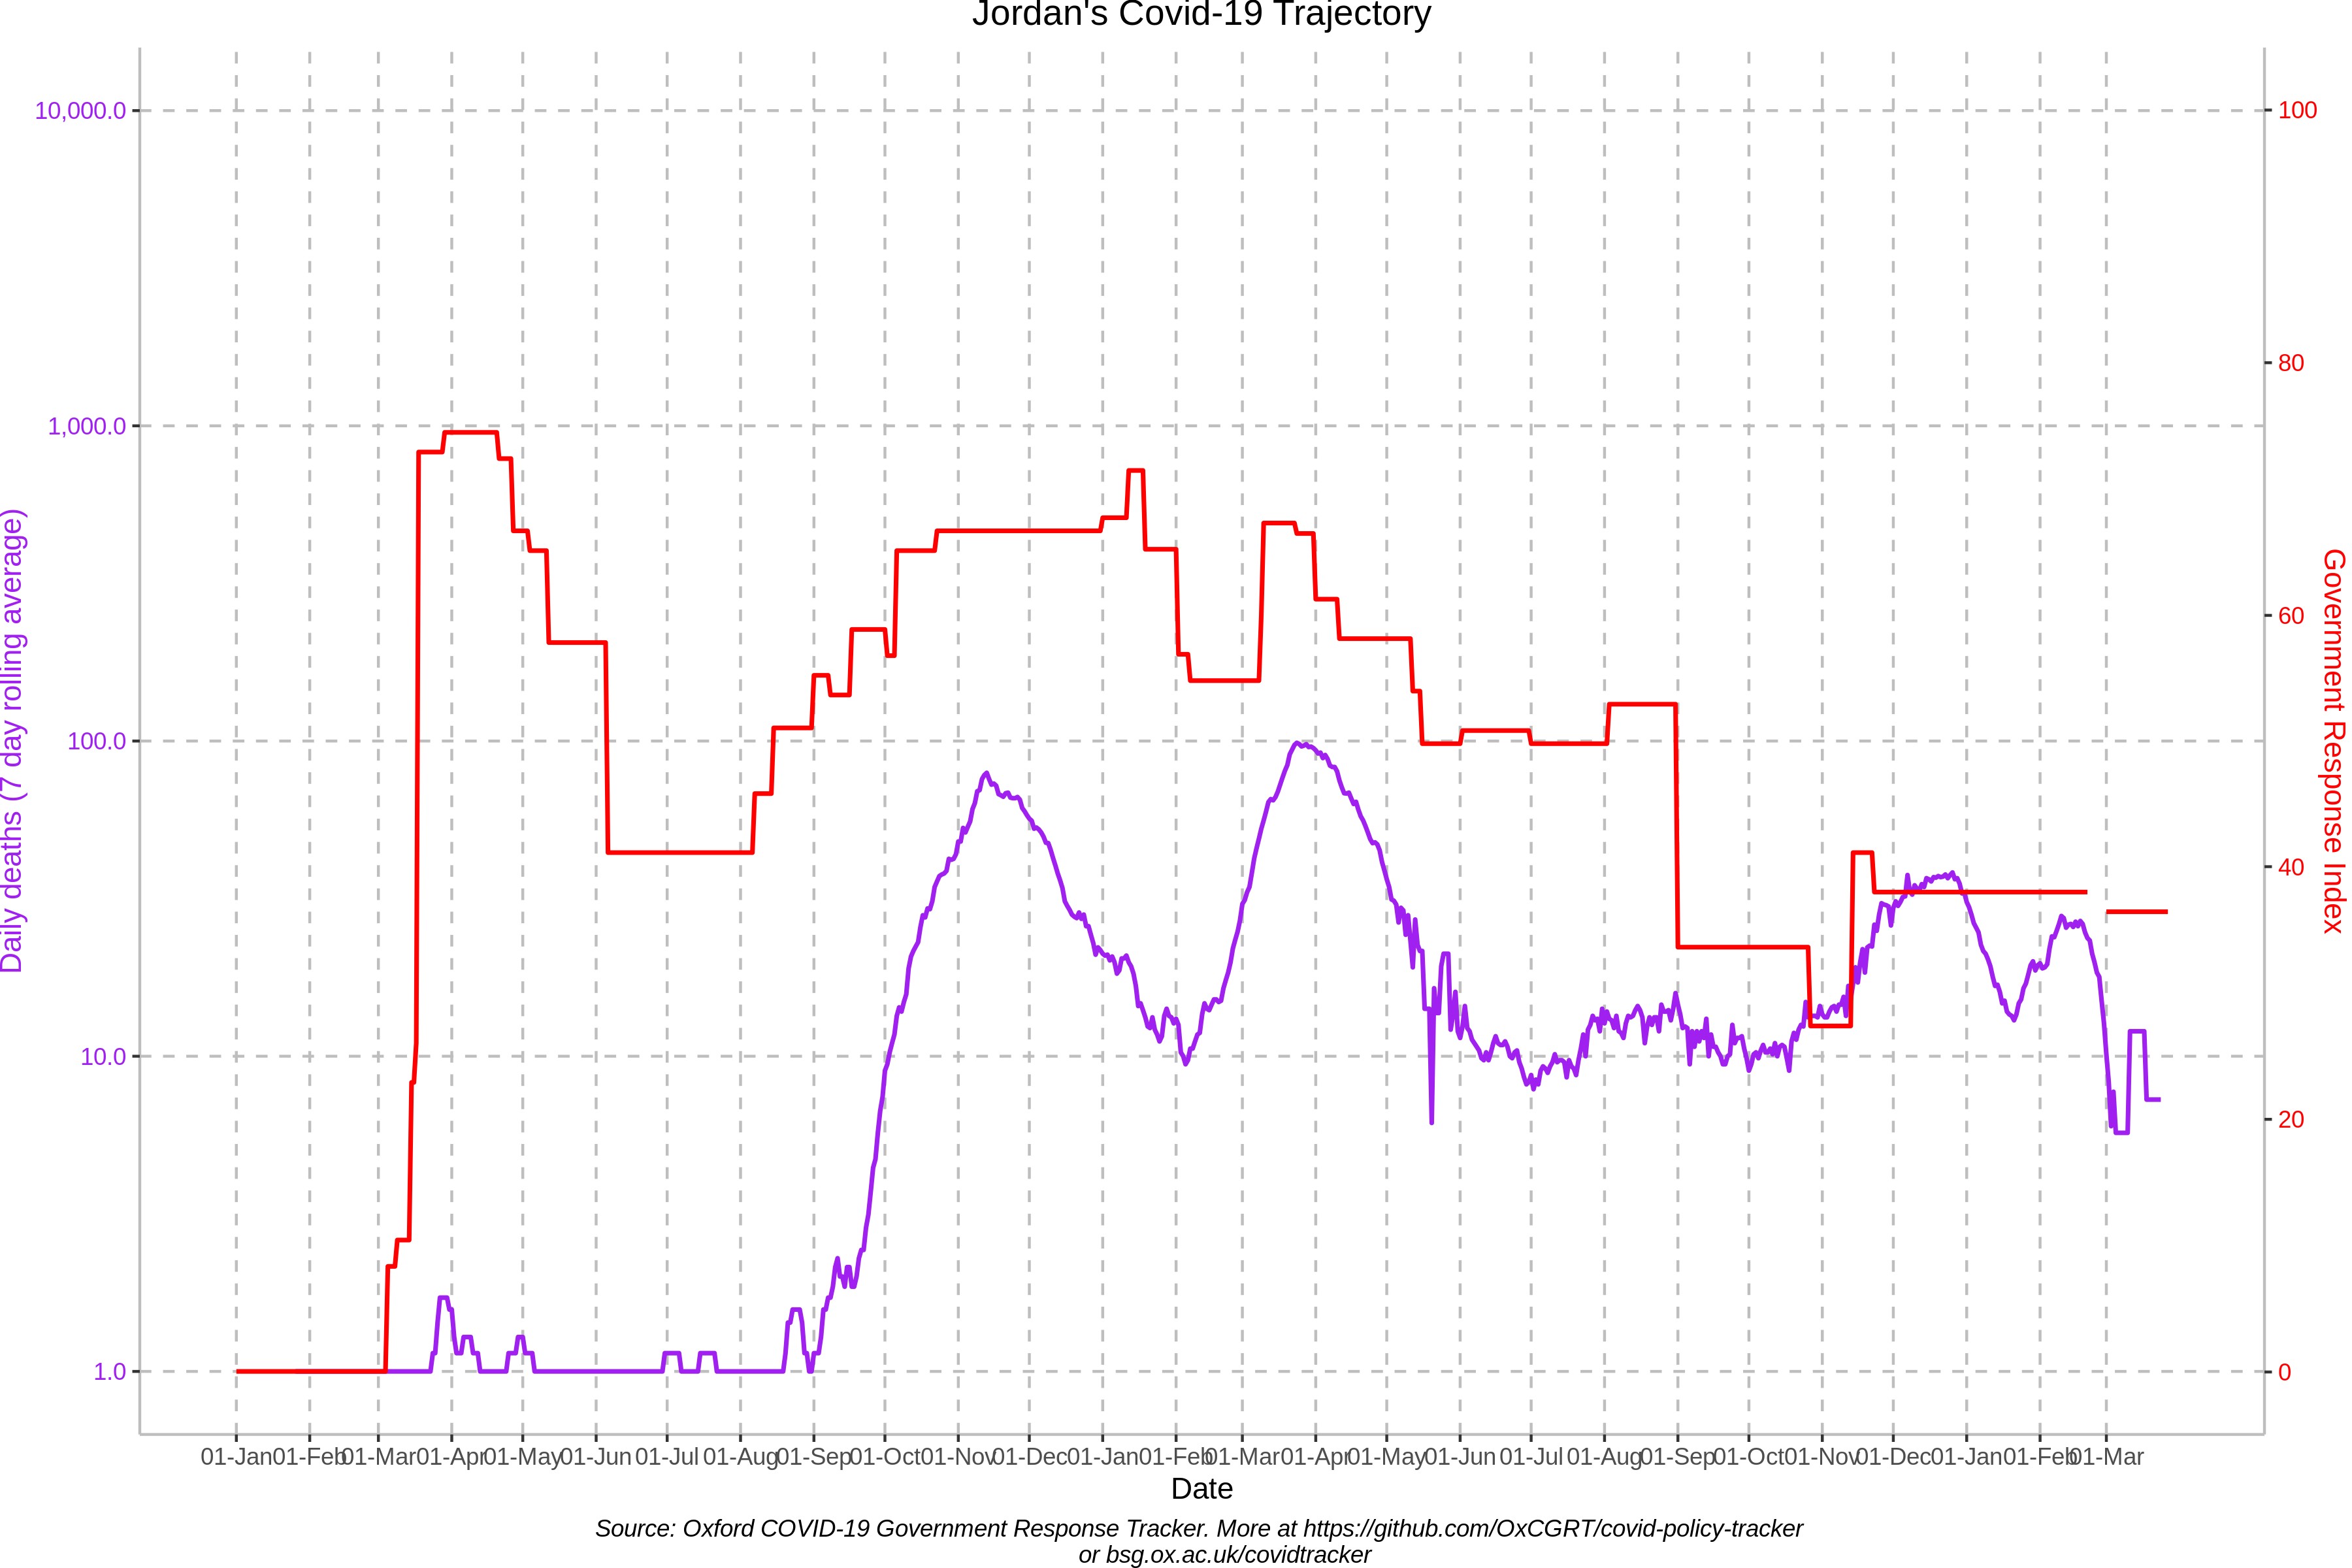 Jordan's Covid-19 Trajectory
10,000.0
1,000.0
100.0
10.0
1.0
Daily deaths (7 day rolling average)
100
80
60
40
20
0
Government Response Index
01-Jan 01-Feb 01-Mar 01-Apr 01-May 01-Jun 01-Jul 01-Aug 01-Sep 01-Oct 01-Nov 01-Dec 01-Jan 01-Feb 01-Mar 01-Apr 01-May 01-Jun 01-Jul 01-Aug 01-Sep 01-Oct 01-Nov 01-Dec 01-Jan 01-Feb 01-Mar
Date
Source: Oxford COVID-19 Government Response Tracker. More at https://github.com/OxCGRT/covid-policy-tracker
or bsg.ox.ac.uk/covidtracker